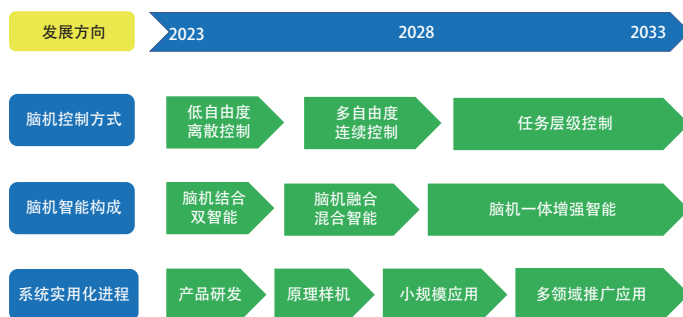 发展方向
2023 2028 2033
脑机控制方式
低自由度
离散控制
多自由度
连续控制
任务层级控制
脑机智能构成
脑机结合
双智能
脑机融合
混合智能
脑机一体增强智能
系统实用化进程
产品研发
原理样机
小规模应用
多领域推广应用